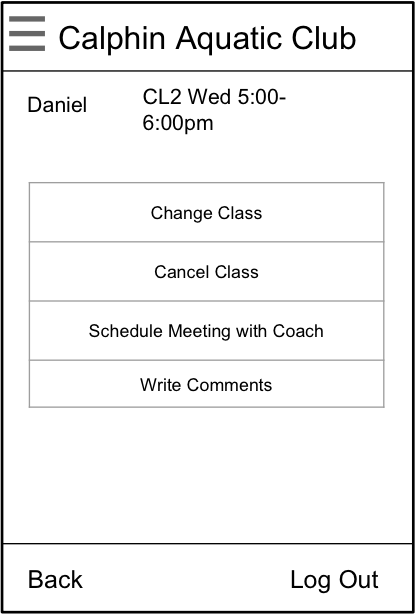 Calphin Aquatic Club
Daniel
CL2 Wed 5:00-
6:00pm
Change Class
Cancel Class
Schedule Meeting with Coach
Write Comments
Back
Log Out